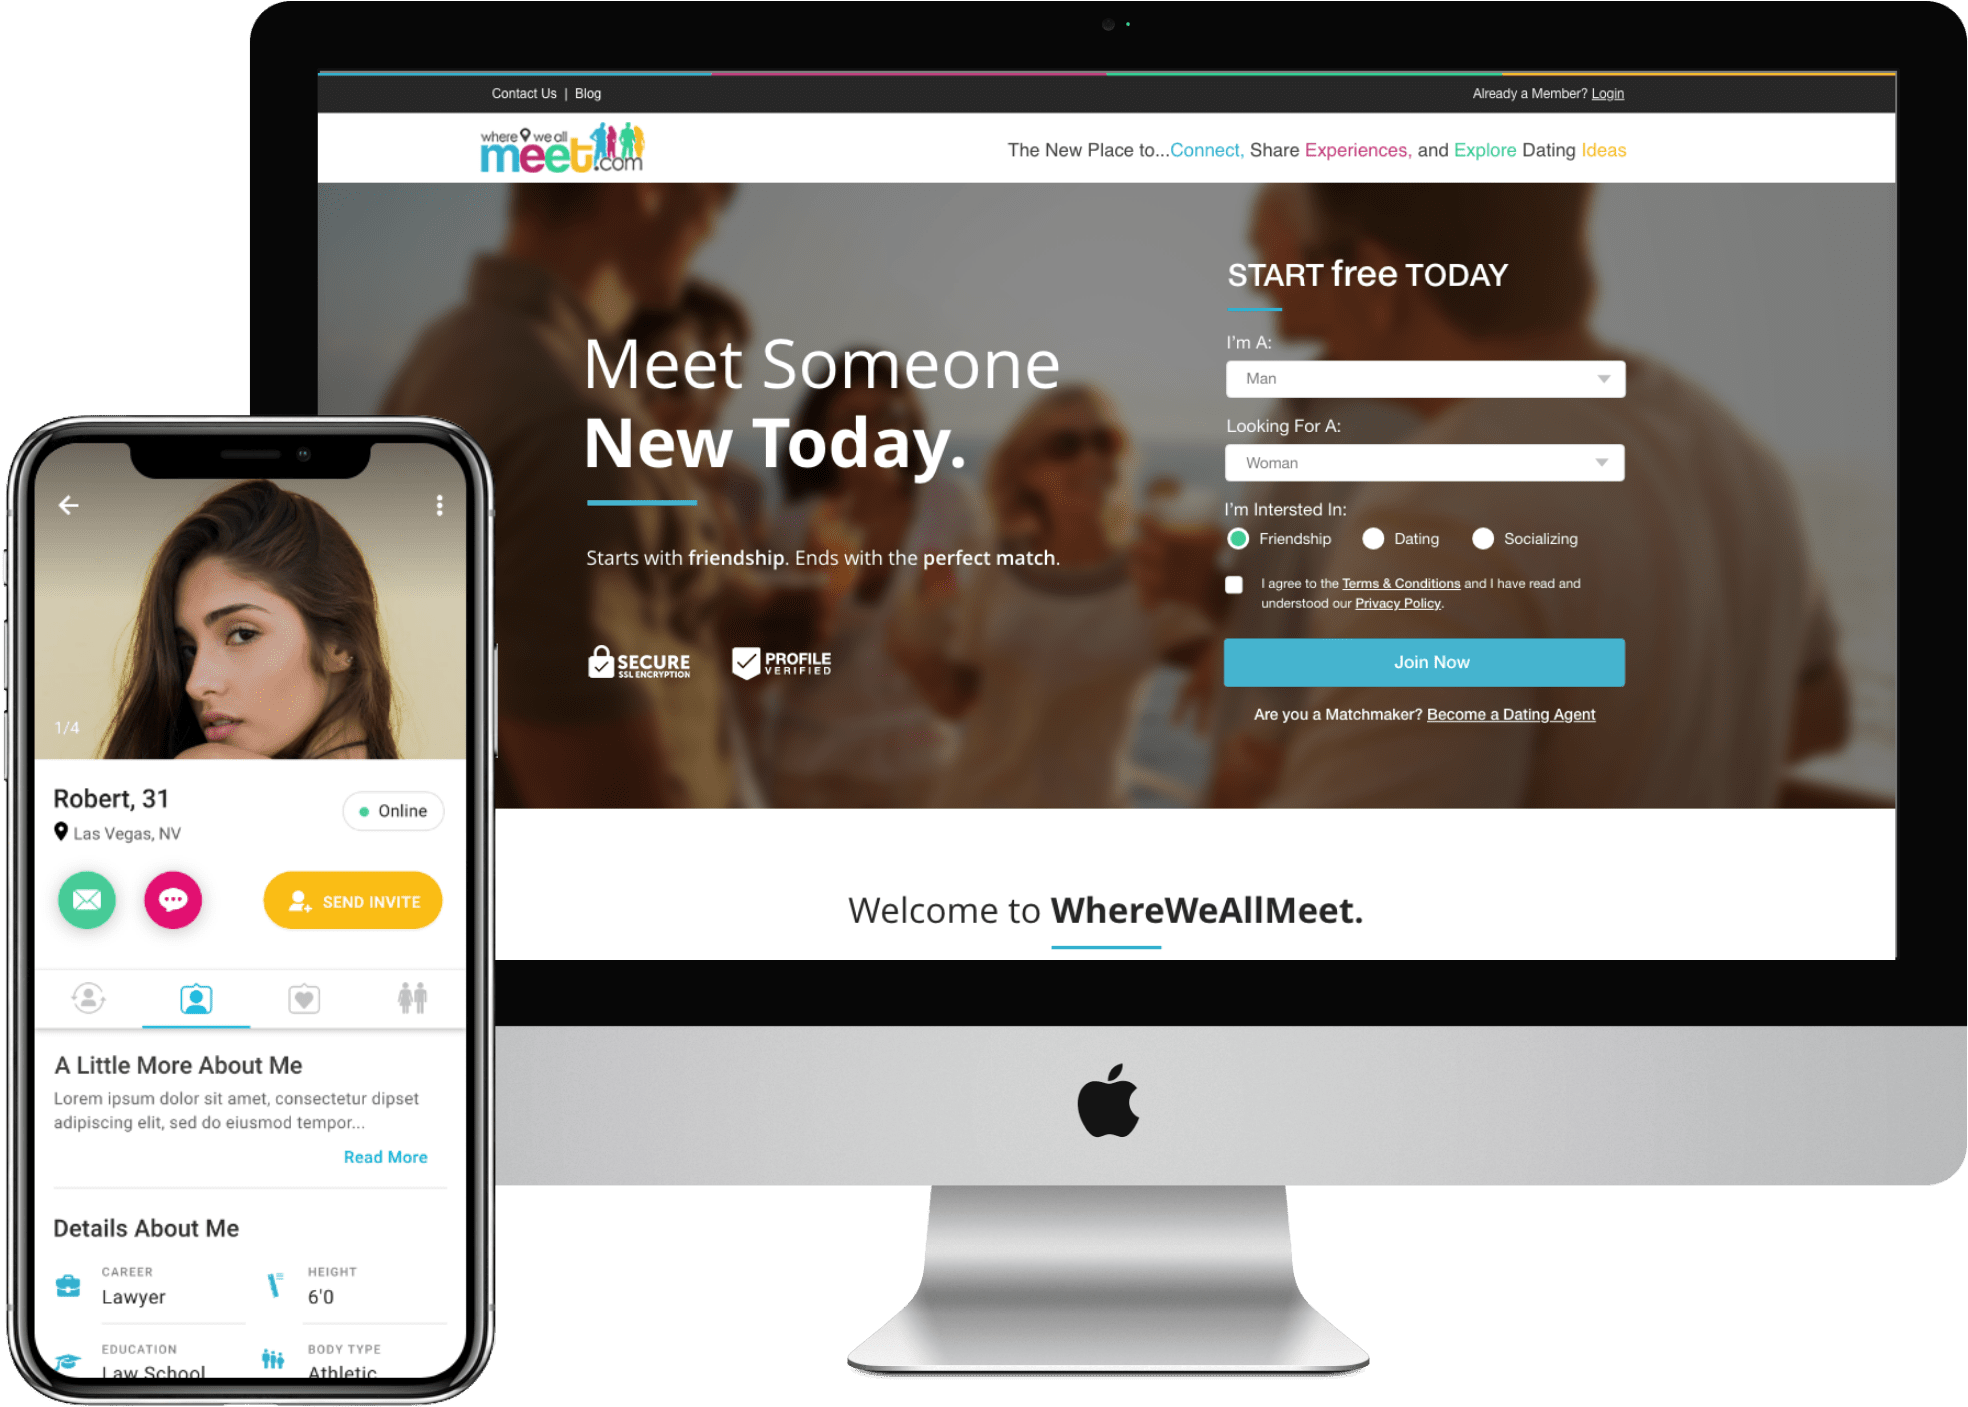 Contact Us | Blog
Already a Member? Login
where we all
meet.com
The New Place to...Connect, Share Experiences, and Explore Dating Ideas
Meet Someone
New Today.
Starts with friendship. Ends with the perfect match.
SECURE
SSL ENCRYPTION
PROFILE
VERIFIED
START free TODAY
I'm A:
Man
Looking For A:
Woman
I'm Intersted In:
Friendship Dating Socializing
I agree to the Terms & Conditions and I have read and
understood our Privacy Policy.
Join Now
Are you a Matchmaker? Become a Dating Agent
Welcome to WhereWeAllMeet.
1/4
Robert, 31
Online
Las Vegas, NV
SEND INVITE
A Little More About Me
Lorem ipsum dolor sit amet, consectetur dipset
adipiscing elit, sed do eiusmod tempor...
Read More
Details About Me
CAREER
Lawyer
HEIGHT
6'0
EDUCATION
Law School
BODY TYPE
Athletic